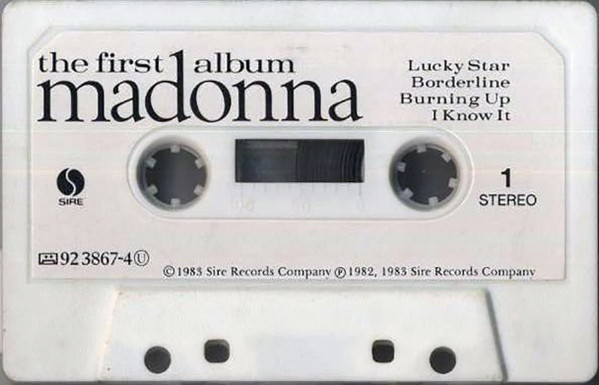 the first album
madonna
Lucky Star
Borderline
Burning Up
I Know It
SIRE
1
STEREO
92 3867-4 Ⓤ
©1983 Sire Records Company ℗1982, 1983 Sire Records Company